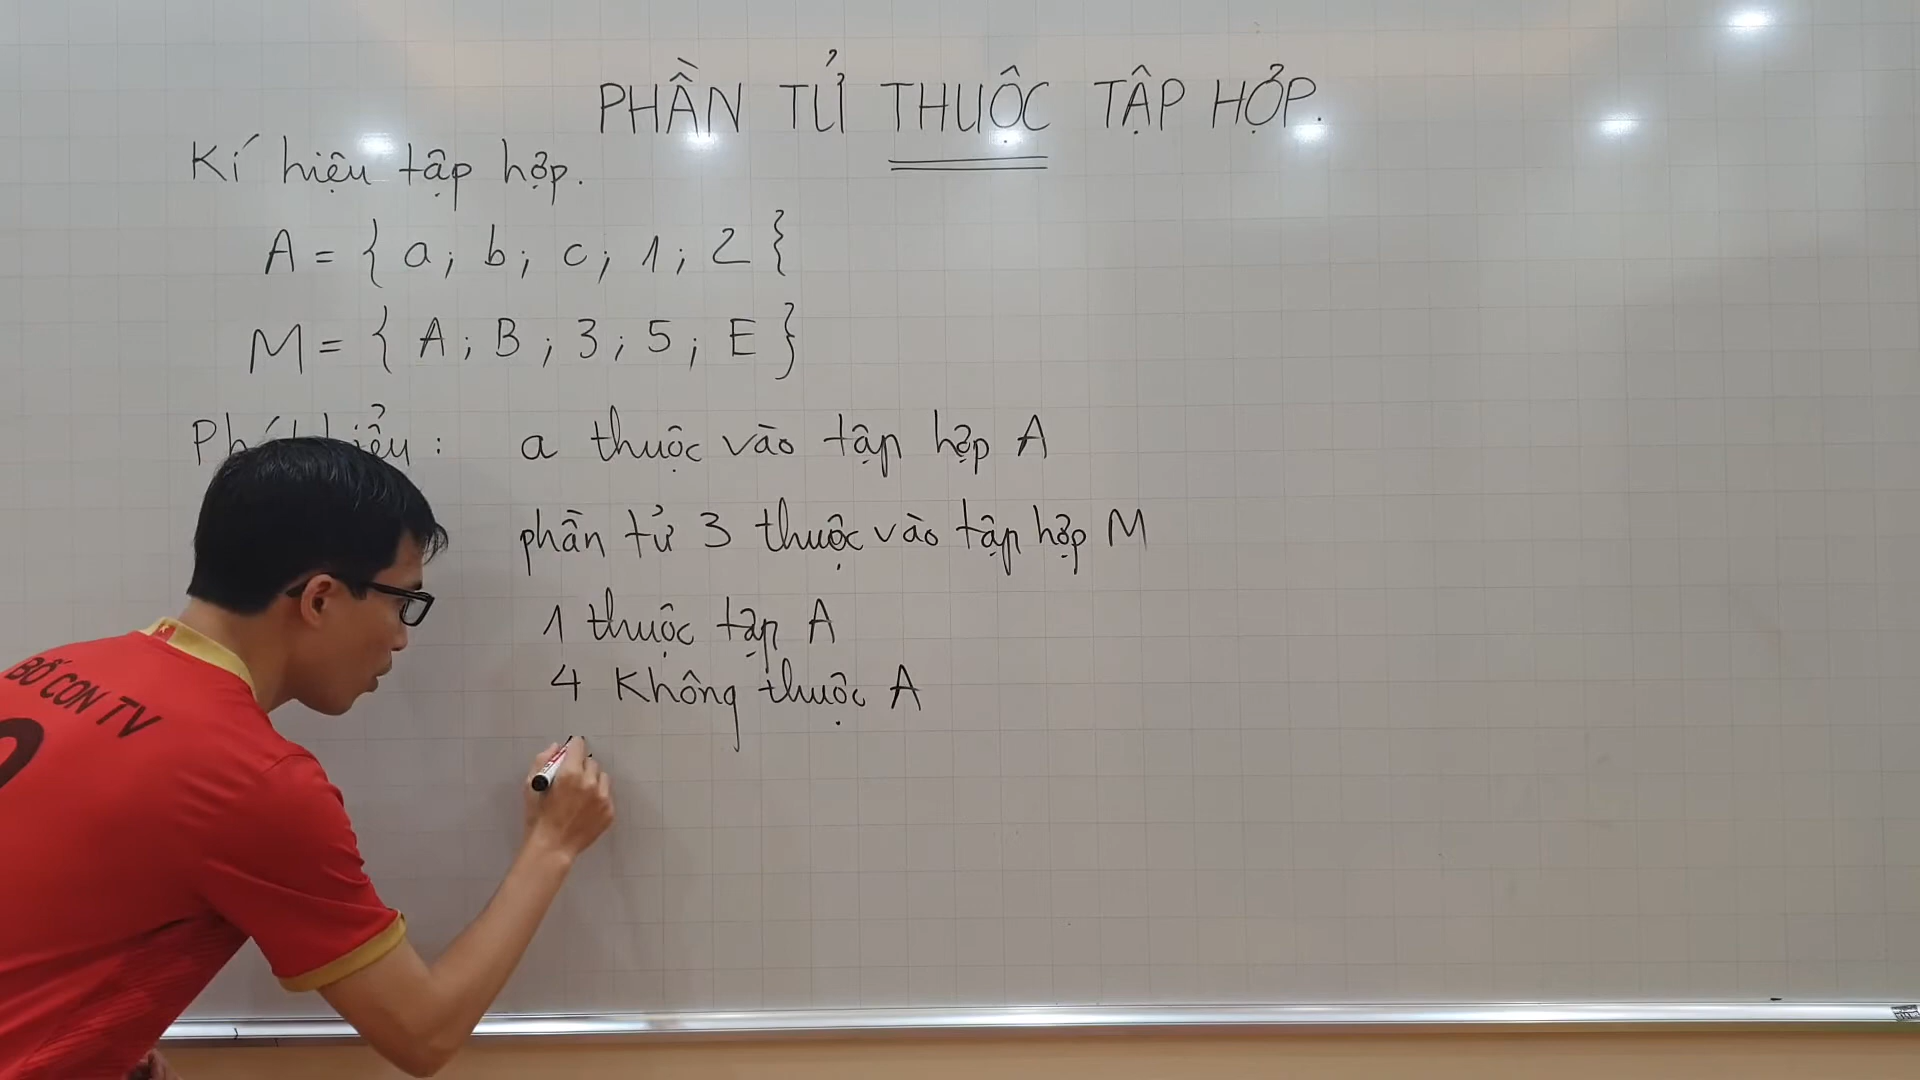 PHẦN TỬ THUỘC TẬP HỢP.
Kí hiệu tập hợp.
A = { a; b; c; 1; 2 }
M = { A; B; 3; 5; E }
: a thuộc vào tập hợp A
phần tử 3 thuộc vào tập hợp M
1 thuộc tập A
4 Không thuộc A
BỐ CON TV